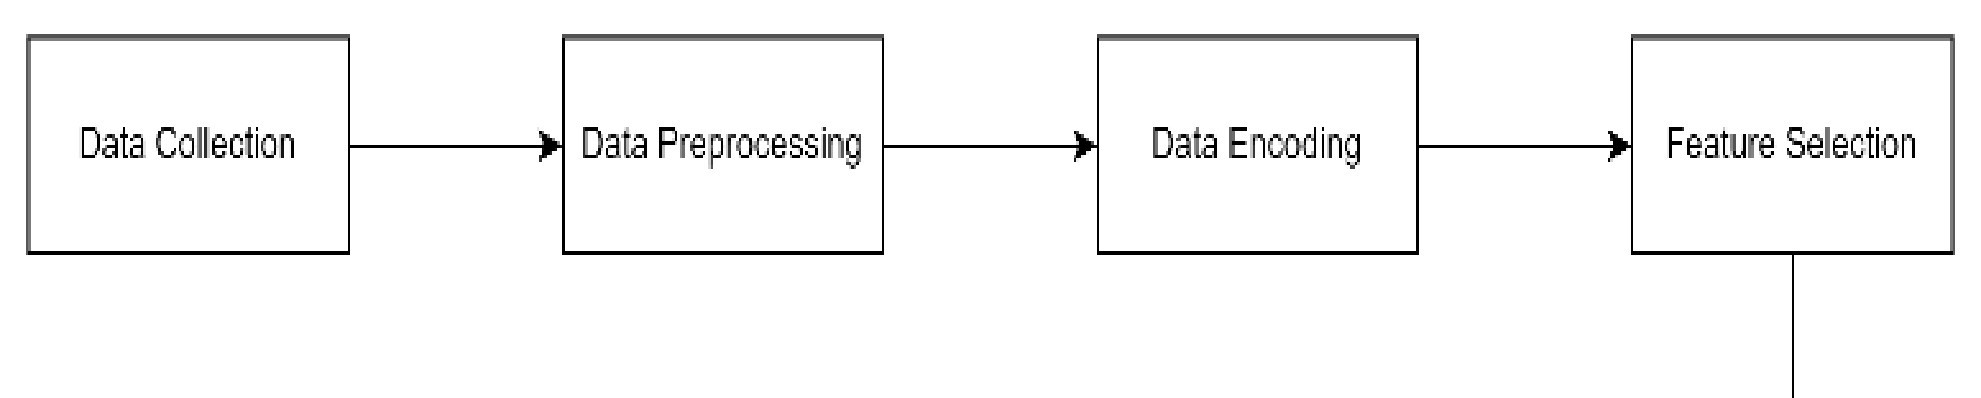 Data Collection
Data Preprocessing
Data Encoding
Feature Selection